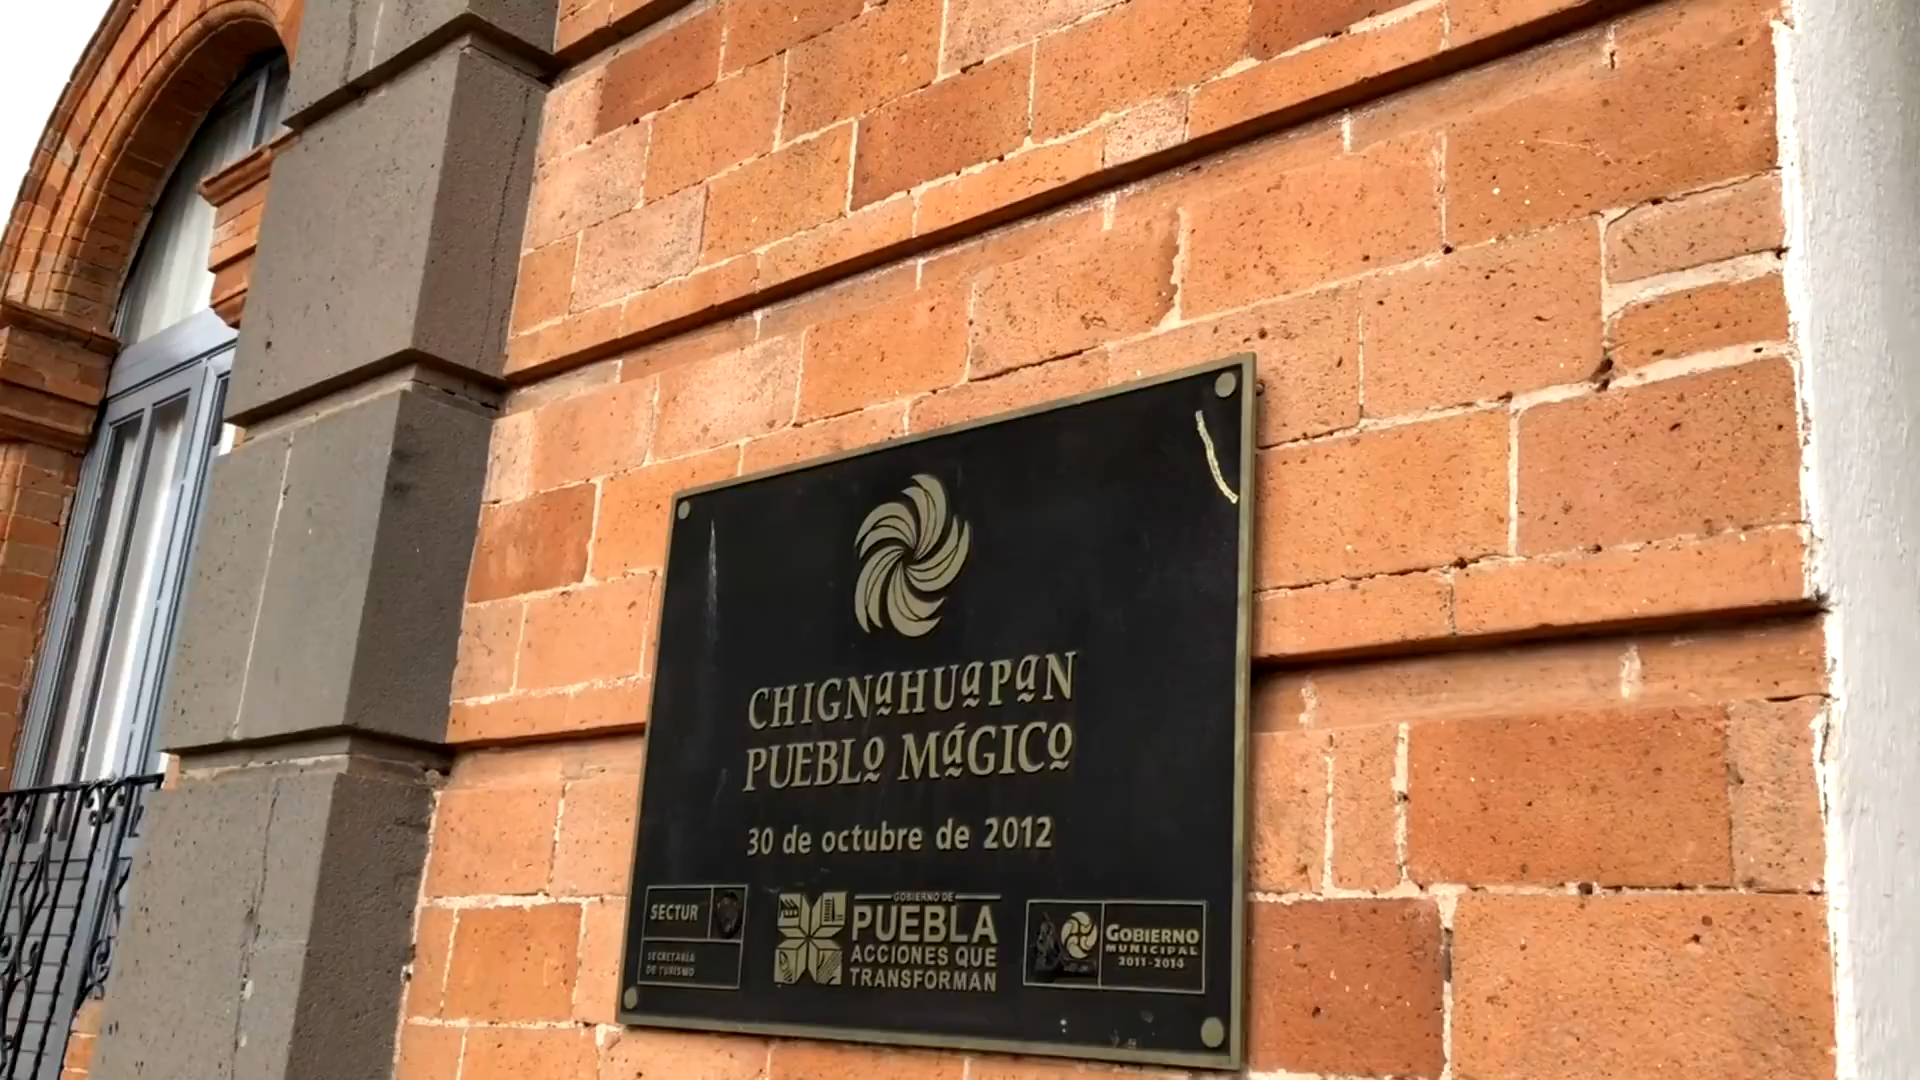 CHIGNAHUAPAN
PUEBLO MÁGICO
30 de octubre de 2012
SECTUR
SECRETARÍA
DE TURISMO
GOBIERNO DE
PUEBLA
ACCIONES QUE
TRANSFORMAN
GOBIERNO
MUNICIPAL
2011-2014